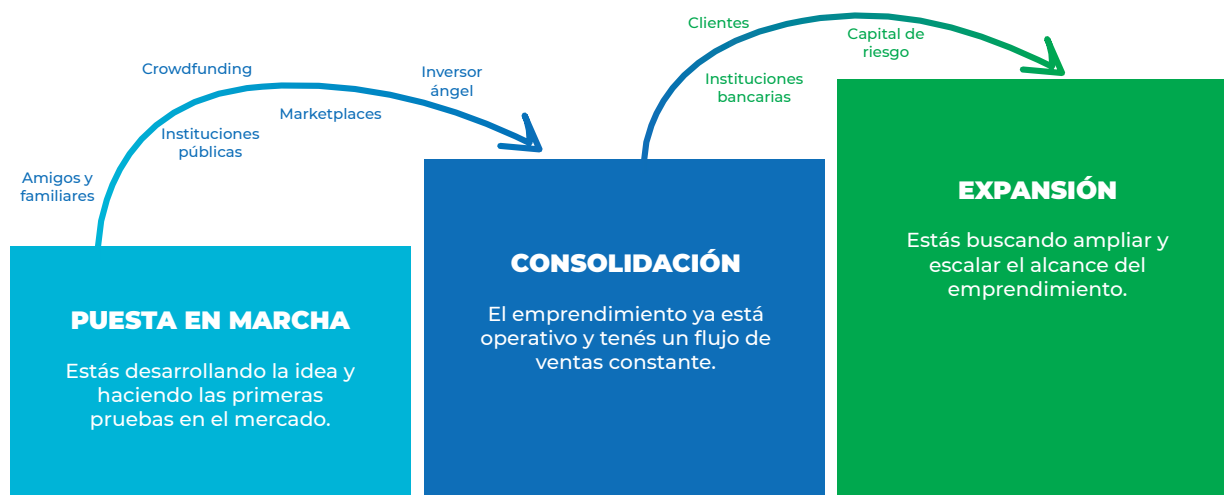 Amigos y
familiares
Crowdfunding
Instituciones
públicas
Marketplaces
Inversor
ángel
Clientes
Instituciones
bancarias
Capital de
riesgo
PUESTA EN MARCHA
Estás desarrollando la idea y
haciendo las primeras
pruebas en el mercado.
CONSOLIDACIÓN
El emprendimiento ya está
operativo y tenés un flujo de
ventas constante.
EXPANSIÓN
Estás buscando ampliar y
escalar el alcance del
emprendimiento.